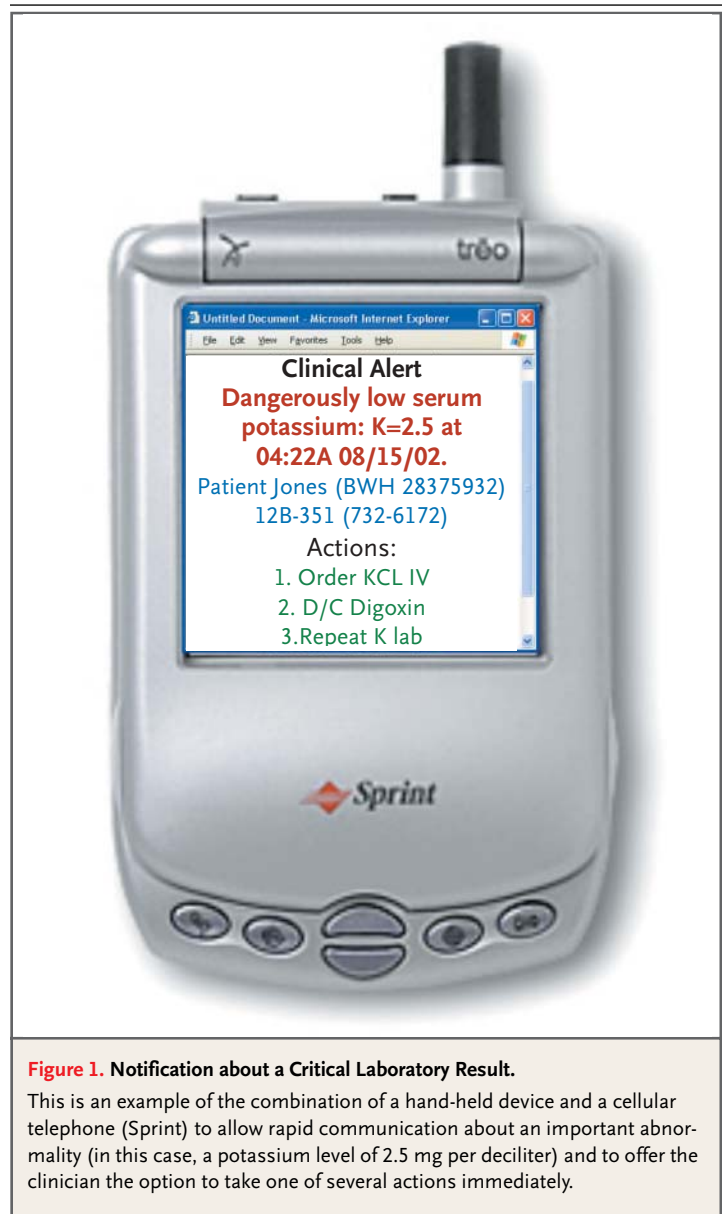 trēo
Untitled Document - Microsoft Internet Explorer
File Edit View Favorites Tools Help
Clinical Alert
Dangerously low serum
potassium: K=2.5 at
04:22A 08/15/02.
Patient Jones (BWH 28375932)
12B-351 (732-6172)
Actions:
1. Order KCL IV
2. D/C Digoxin
3.Repeat K lab
Sprint
Figure 1. Notification about a Critical Laboratory Result.
This is an example of the combination of a hand-held device and a cellular
telephone (Sprint) to allow rapid communication about an important abnor-
mality (in this case, a potassium level of 2.5 mg per deciliter) and to offer the
clinician the option to take one of several actions immediately.